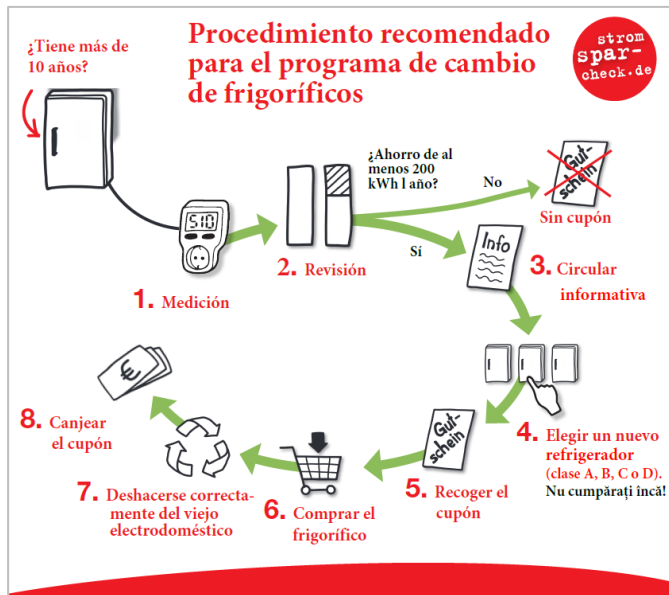 ¿Tiene más de
10 años?
Procedimiento recomendado
para el programa de cambio
de frigoríficos
strom
spar-
check.de
¿Ahorro de al
menos 200
kWh l año?
No
Gut-
schein
Sin cupón
510
1. Medición
2. Revisión
Sí
Info
3. Circular
informativa
4. Elegir un nuevo
refrigerador
(clase A, B, C o D).
Nu cumpărați încă!
Gut-
schein
5. Recoger el
cupón
6. Comprar el
frigorífico
7. Deshacerse correcta-
mente del viejo
electrodoméstico
€
8. Canjear
el cupón